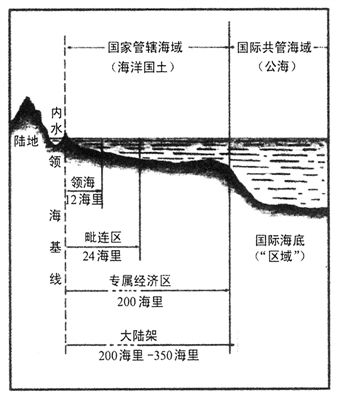 国家管辖海域
（海洋国土）
国际共管海域
（公海）
内水
陆地
领海基线
领海
12海里
毗连区
24海里
国际海底
（“区域”）
专属经济区
200海里
大陆架
200海里-350海里